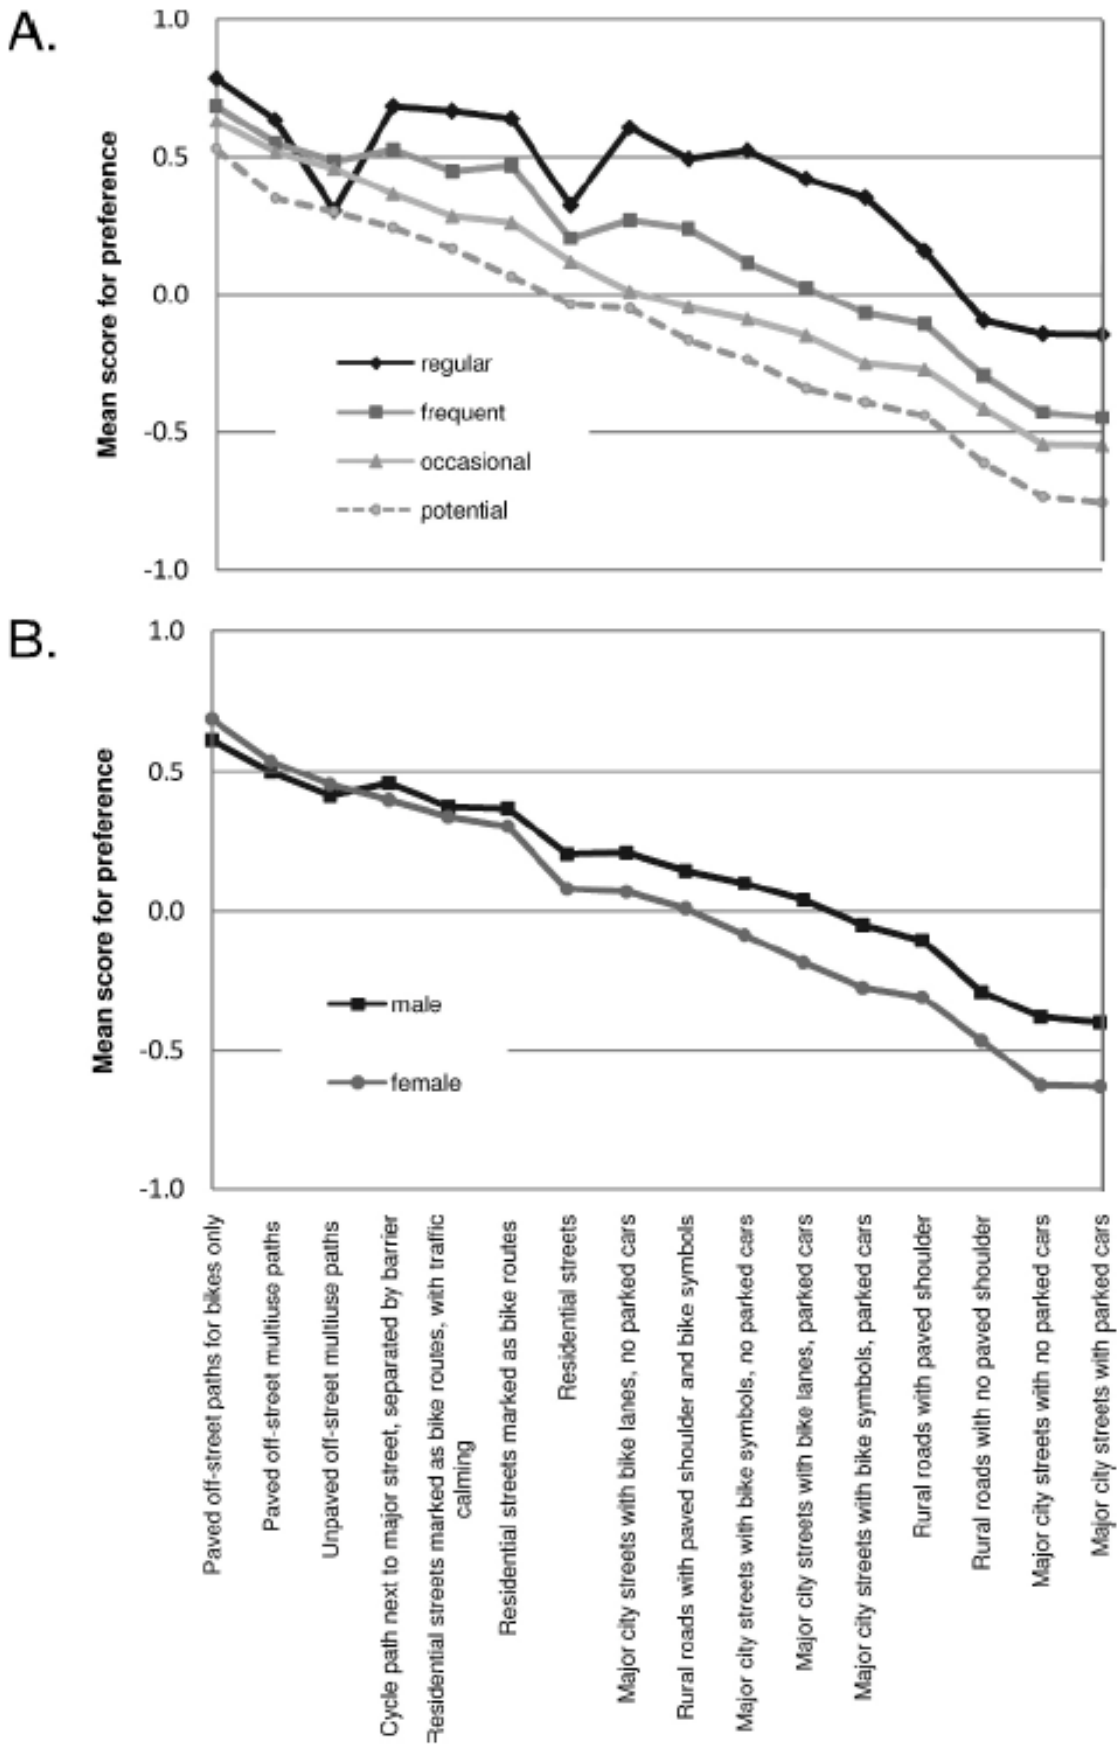 A.
1.0
0.5
0.0
-0.5
-1.0
Mean score for preference
regular
frequent
occasional
potential
B.
1.0
0.5
0.0
-0.5
-1.0
Mean score for preference
male
female
Paved off-street paths for bikes only
Paved off-street multiuse paths
Unpaved off-street multiuse paths
Cycle path next to major street, separated by barrier
Residential streets marked as bike routes, with traffic
calming
Residential streets marked as bike routes
Residential streets
Major city streets with bike lanes, no parked cars
Rural roads with paved shoulder and bike symbols
Major city streets with bike symbols, no parked cars
Major city streets with bike lanes, parked cars
Major city streets with bike symbols, parked cars
Rural roads with paved shoulder
Rural roads with no paved shoulder
Major city streets with no parked cars
Major city streets with parked cars